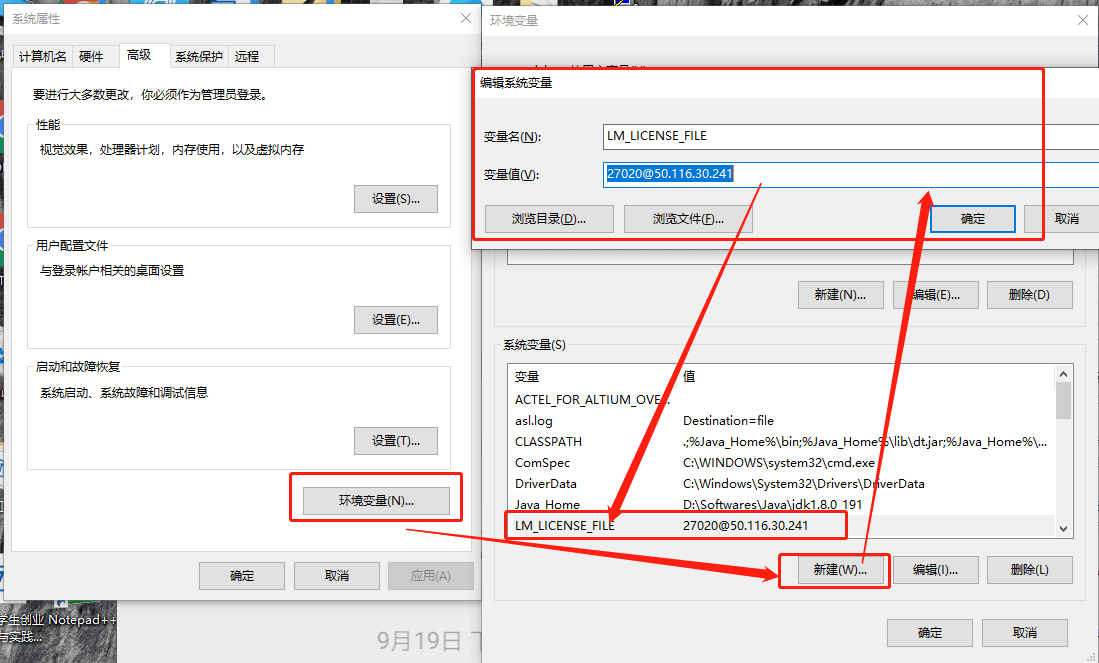 系统属性
计算机名 硬件 高级 系统保护 远程
要进行大多数更改，你必须作为管理员登录。
性能
视觉效果，处理器计划，内存使用，以及虚拟内存
设置(S)...
用户配置文件
与登录帐户相关的桌面设置
设置(E)...
启动和故障恢复
系统启动、系统故障和调试信息
设置(T)...
环境变量(N)...
确定 取消 应用(A)
环境变量
编辑系统变量
变量名(N): LM_LICENSE_FILE
变量值(V): 27020@50.116.30.241
浏览目录(D)... 浏览文件(F)... 确定 取消
新建(N)... 编辑(E)... 删除(D)
系统变量(S)
变量 值
ACTEL_FOR_ALTIUM_OVE...
asl.log Destination=file
CLASSPATH .;%Java_Home%\bin;%Java_Home%\lib\dt.jar;%Java_Home%\...
ComSpec C:\WINDOWS\system32\cmd.exe
DriverData C:\Windows\System32\Drivers\DriverData
Java_Home D:\Softwares\Java\jdk1.8.0_191
LM_LICENSE_FILE 27020@50.116.30.241
新建(W)... 编辑(I)... 删除(L)
确定 取消
学生创业 Notepad++
与实践...
9月19日